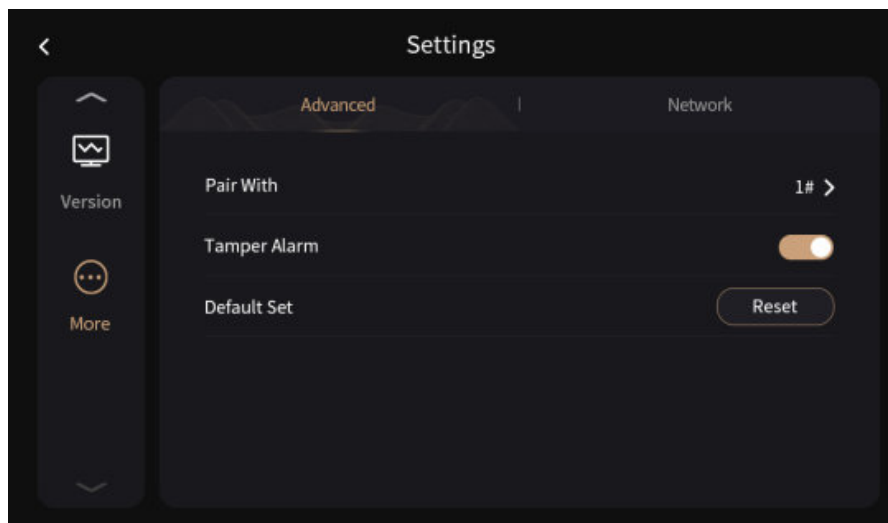 Settings
Advanced
Network
Version
More
Pair With 1#
Tamper Alarm
Default Set Reset